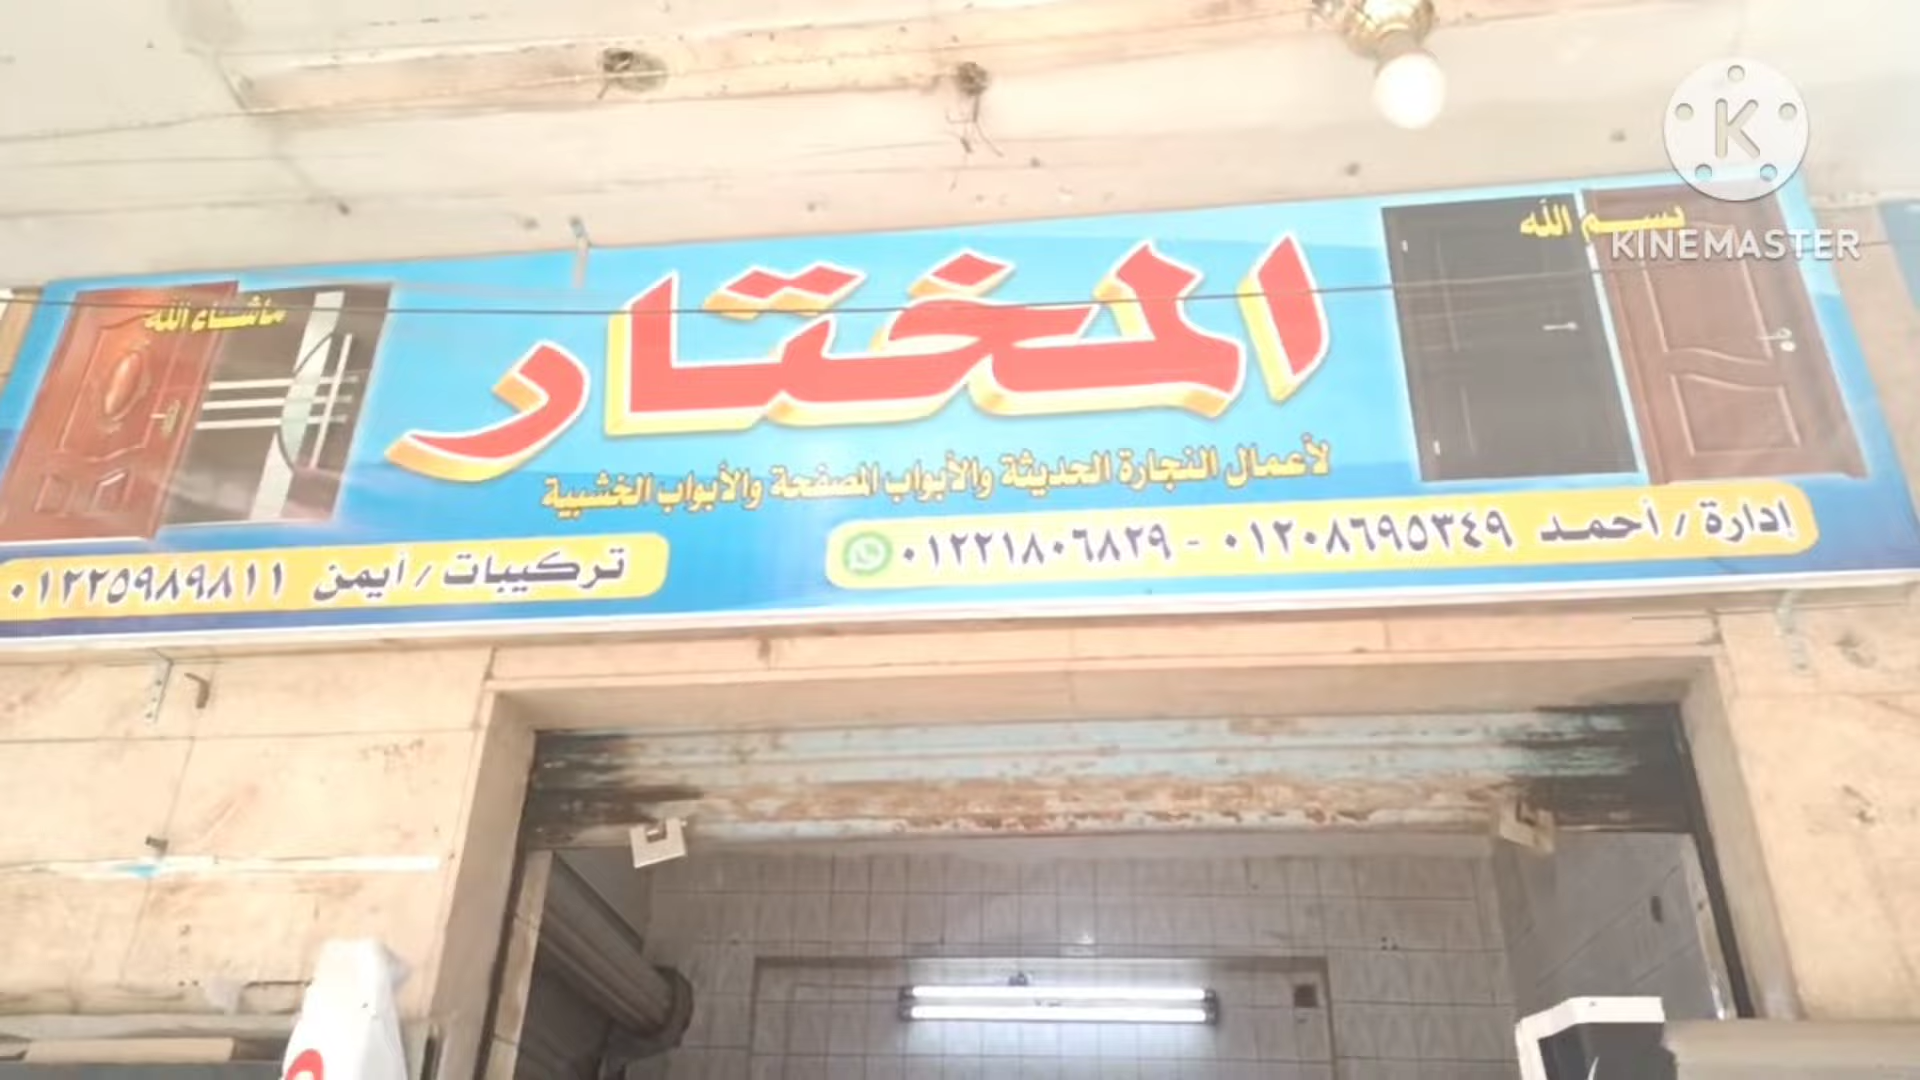 بسم الله
ماشاء الله
المختار
لأعمال النجارة الحديثة والأبواب المصفحة والأبواب الخشبية
إدارة / أحمد ٠١٢٠٨٦٩٥٣٤٩ - ٠١٢٢١٨٠٦٨٢٩
تركيبات / أيمن ٠١٢٢٥٩٨٩٨١١
K
KINEMASTER